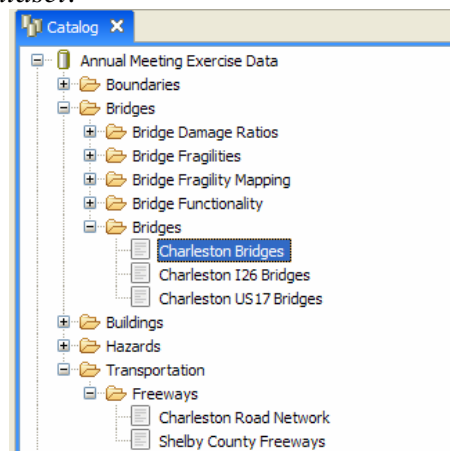 Catalog
Annual Meeting Exercise Data
Boundaries
Bridges
Bridge Damage Ratios
Bridge Fragilities
Bridge Fragility Mapping
Bridge Functionality
Bridges
Charleston Bridges
Charleston I26 Bridges
Charleston US17 Bridges
Buildings
Hazards
Transportation
Freeways
Charleston Road Network
Shelby County Freeways